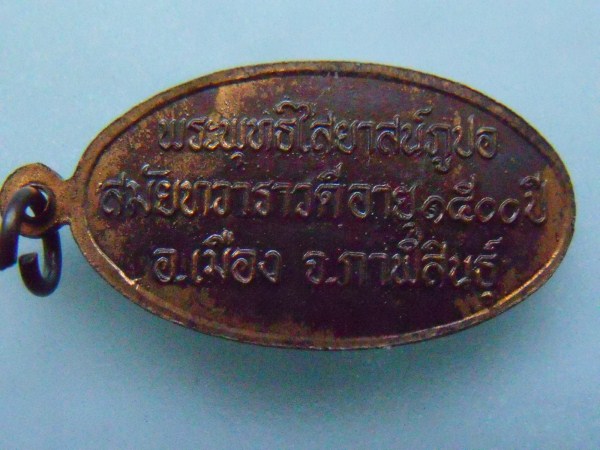 พระพุทธไสยาสน์ภูปอ
สมัยทวาราวดีอายุ๑๕๐๐ปี
อ.เมือง จ.กาฬสินธุ์